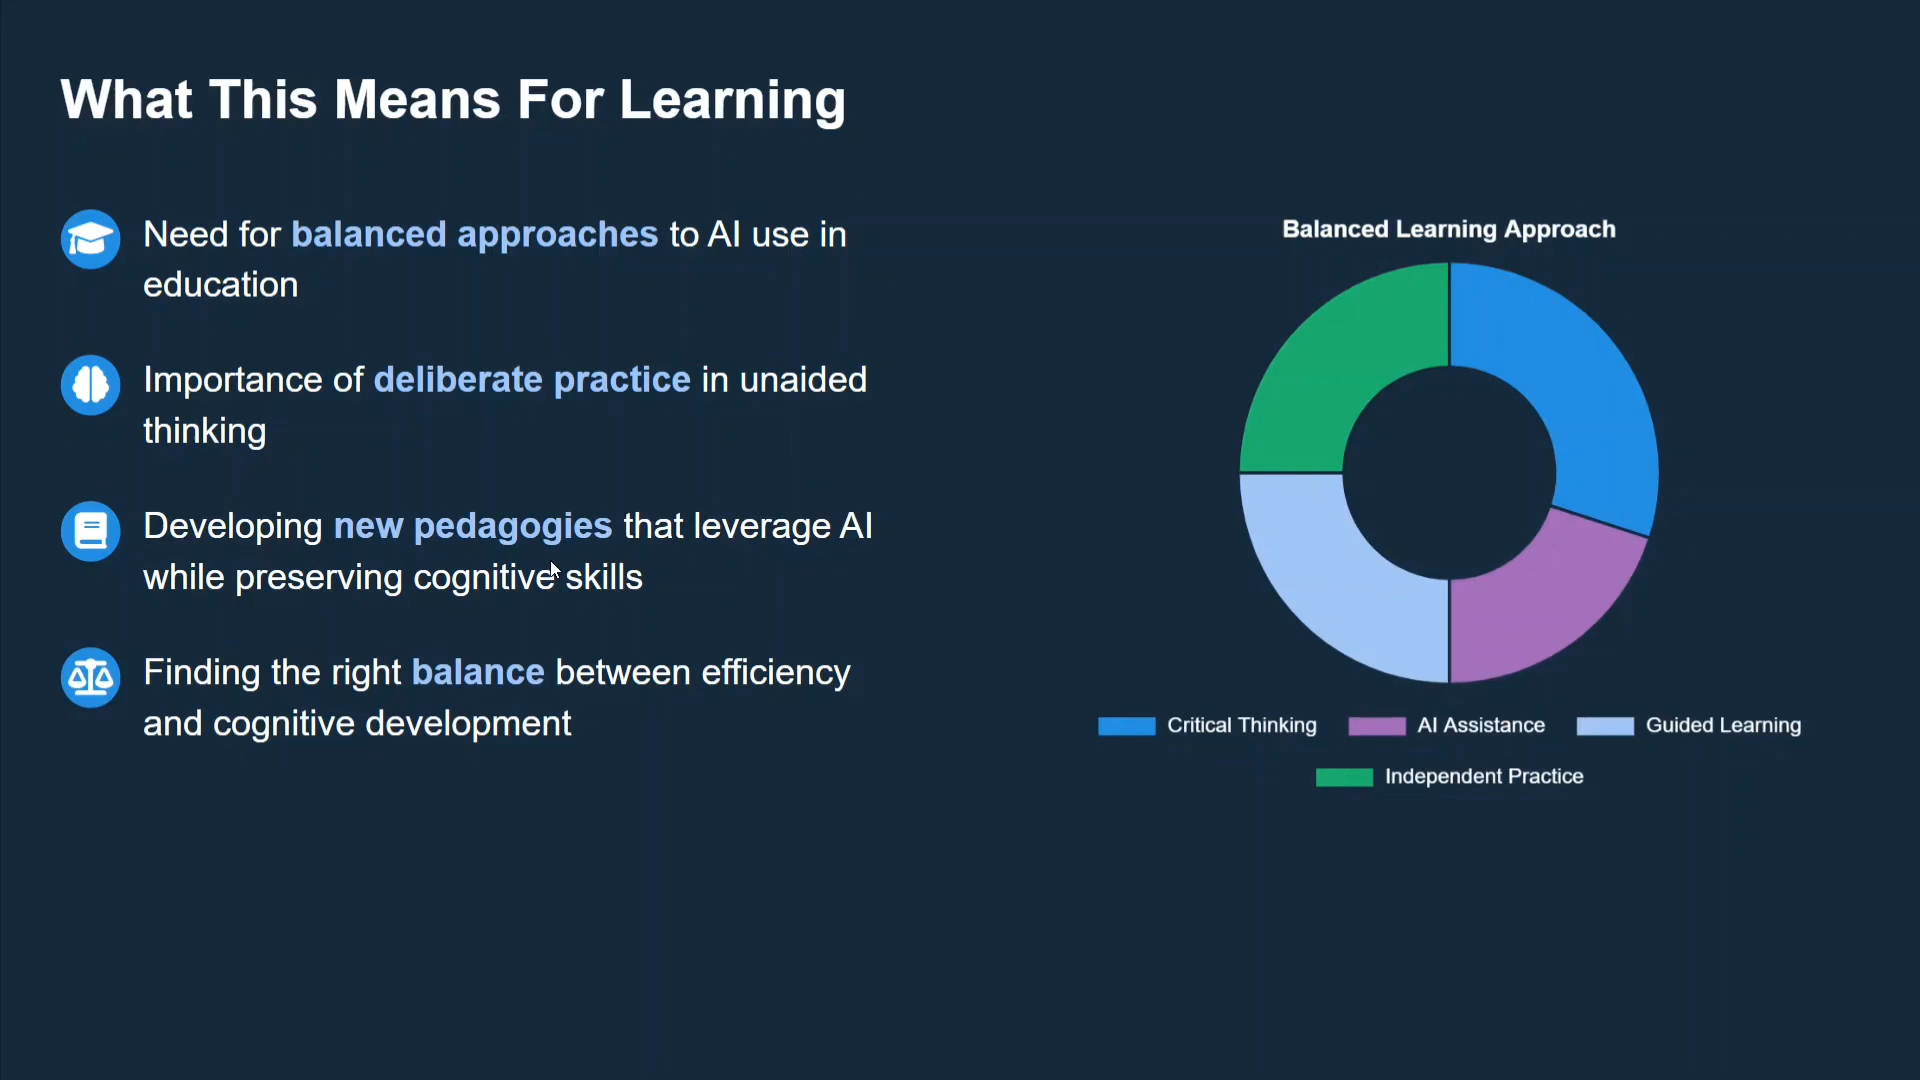 What This Means For Learning
Need for balanced approaches to AI use in
education
Importance of deliberate practice in unaided
thinking
Developing new pedagogies that leverage AI
while preserving cognitive skills
Finding the right balance between efficiency
and cognitive development
Balanced Learning Approach
Critical Thinking
AI Assistance
Guided Learning
Independent Practice